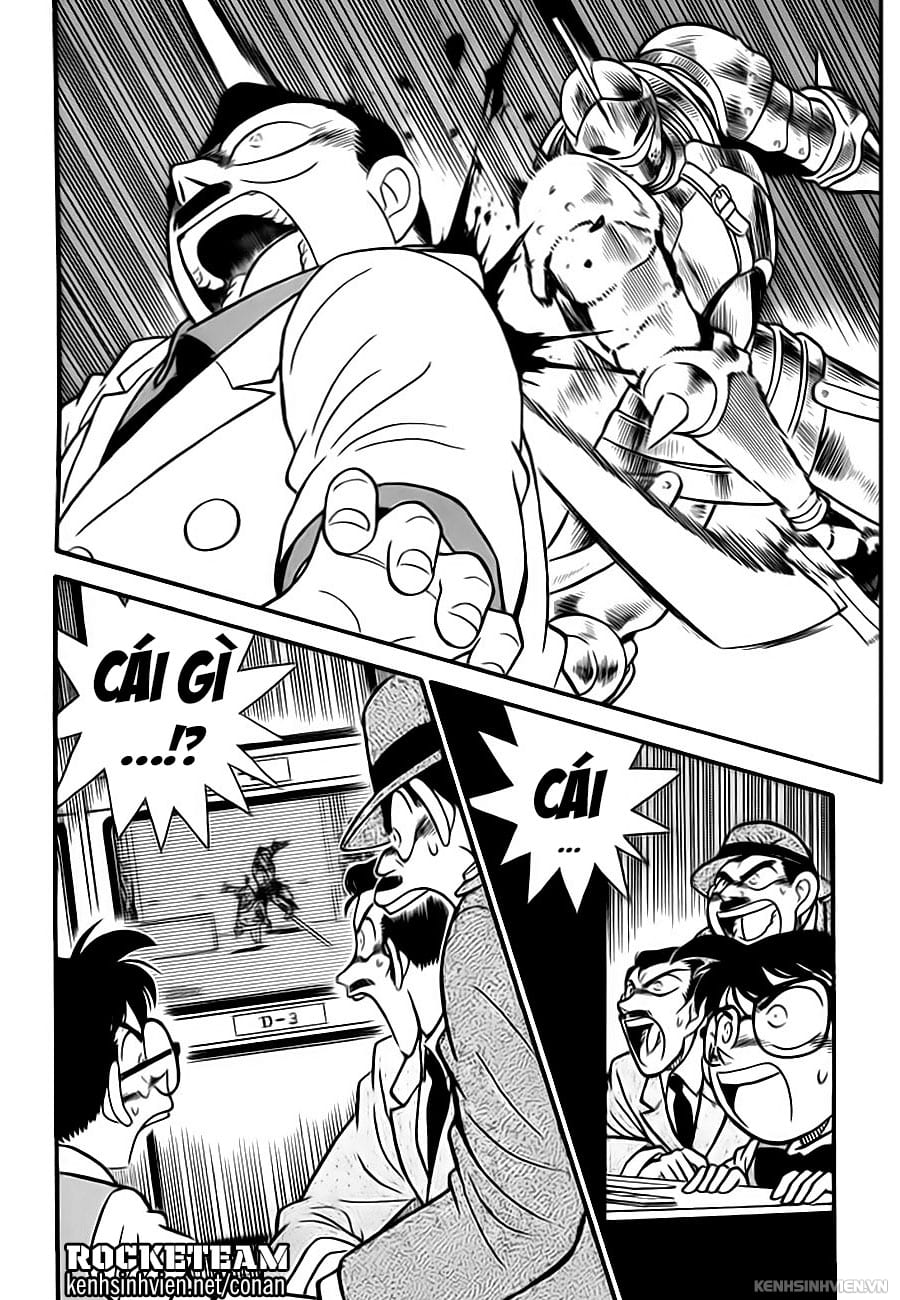 CÁI GÌ
....!?
CÁI
...
D-3
ROCKETEAM
kenhsinhvien.net/conan
KENHSINHVIEN.VN